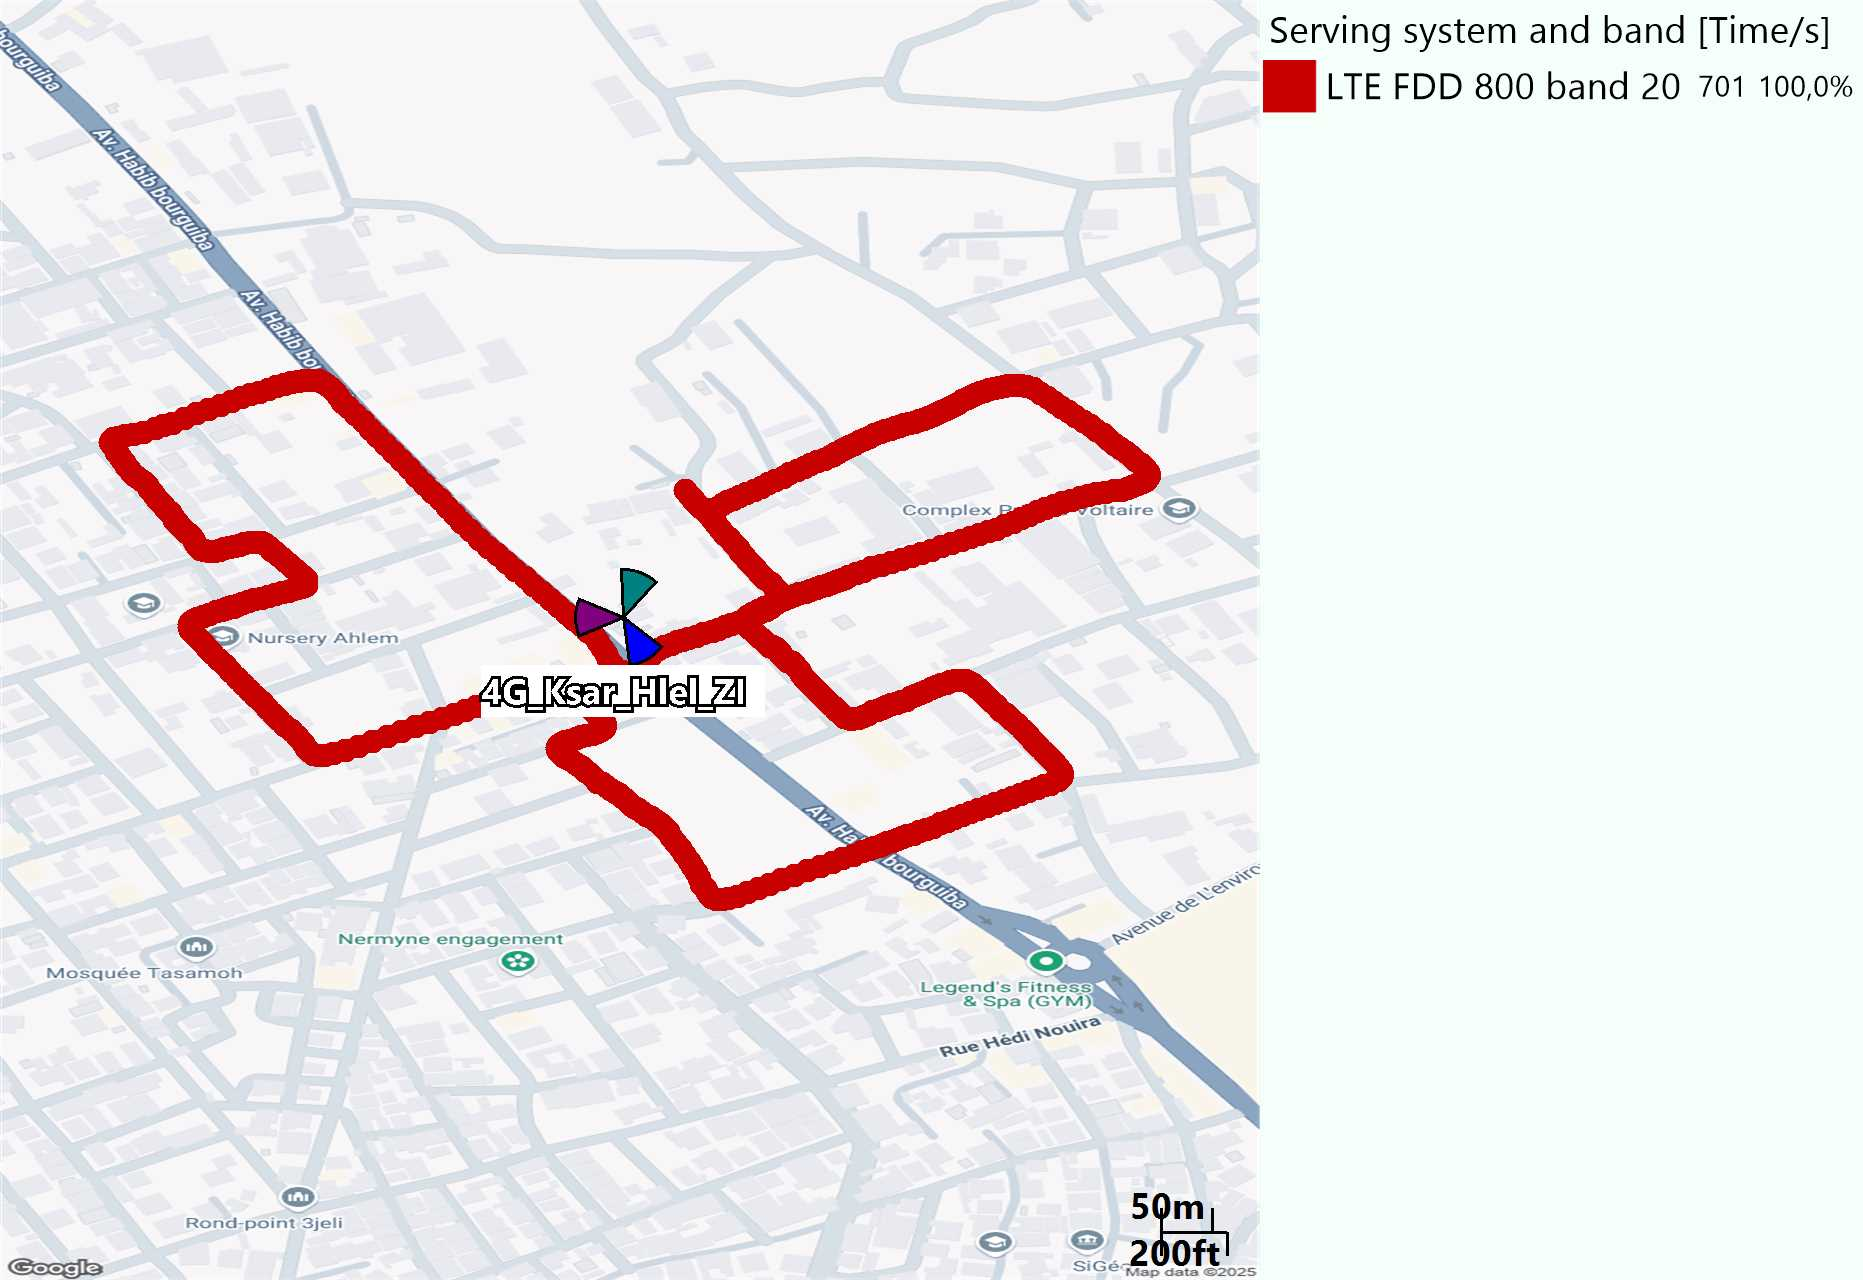 Serving system and band [Time/s]
LTE FDD 800 band 20 701 100,0%
bourguiba
Av. Habib bourguiba
Av. Habib bo
Complex
Voltaire
Nursery Ahlem
4G_Ksar_Hlel_ZI
Av. Ha
bourguiba
Avenue de L'enviro
Nermyne engagement
Mosquée Tasamoh
Legend's Fitness
& Spa (GYM)
Rue Hédi Nouira
Rond-point 3jeli
50m
200ft
SiGé
Google
Map data ©2025